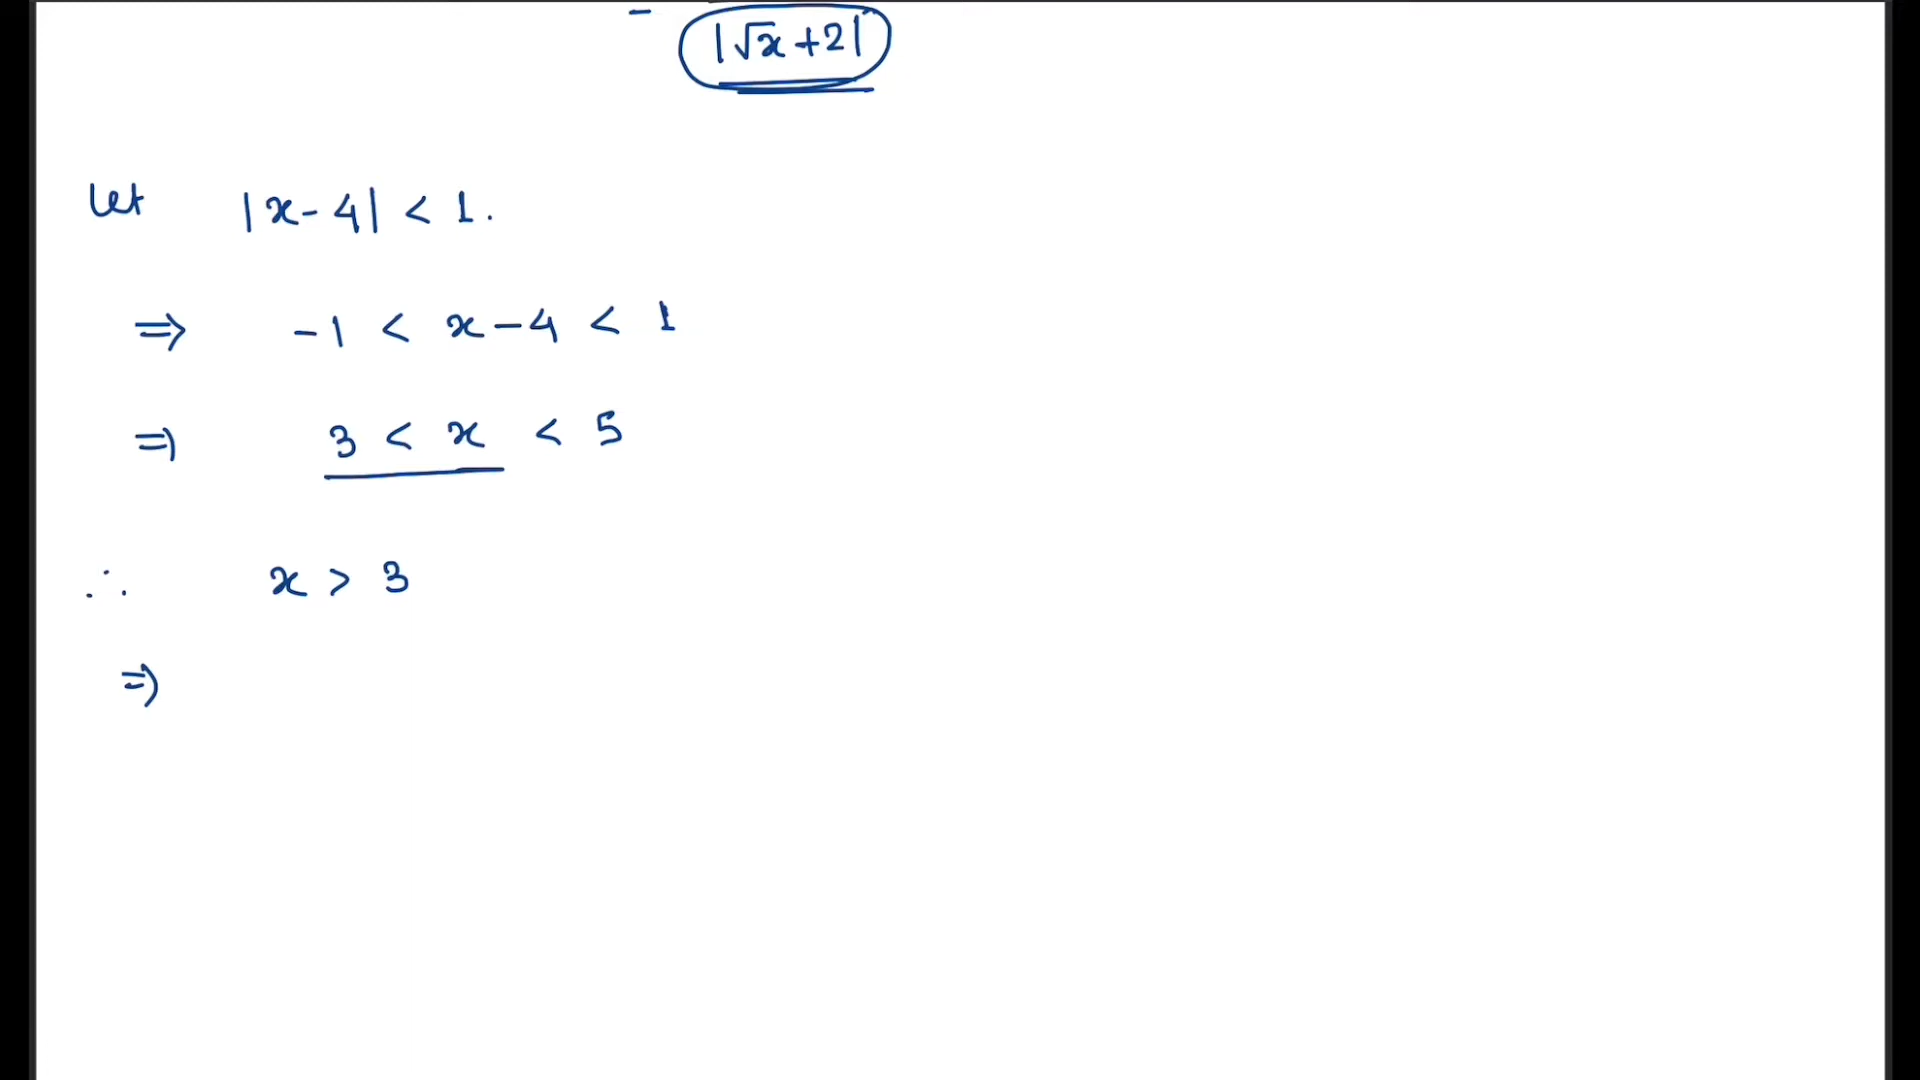 |√x +2|
Let |x - 4| < 1.
⇒ -1 < x - 4 < 1
⇒ 3 < x < 5
∴ x > 3
⇒